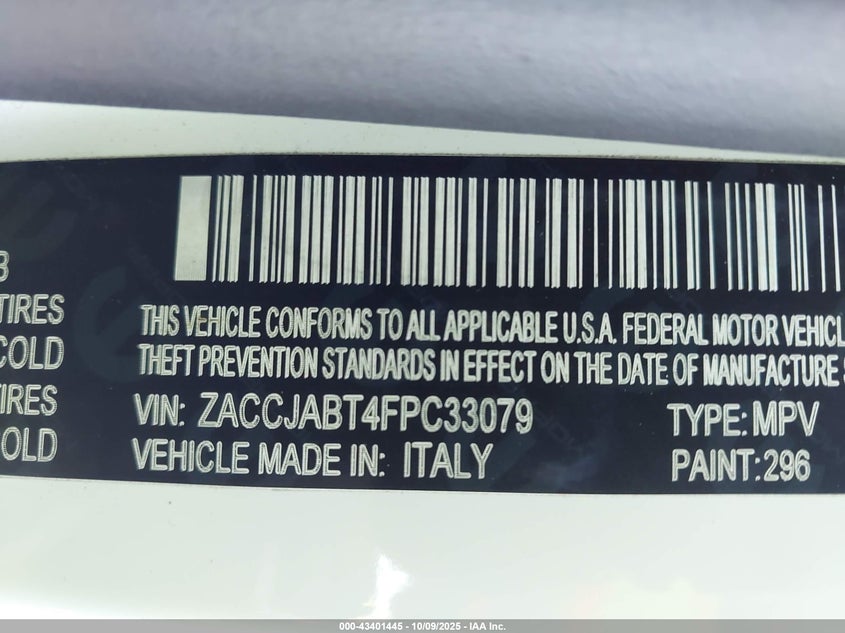 B
TIRES
COLD
TIRES
COLD
THIS VEHICLE CONFORMS TO ALL APPLICABLE U.S.A. FEDERAL MOTOR VEHICL
THEFT PREVENTION STANDARDS IN EFFECT ON THE DATE OF MANUFACTURE S
VIN: ZACCJABT4FPC33079 TYPE: MPV
VEHICLE MADE IN: ITALY PAINT: 296
000-43401445 - 10/09/2025 - IAA Inc.